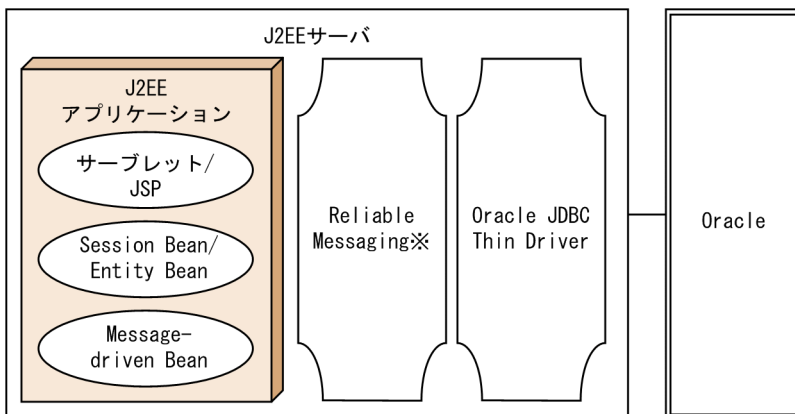 J2EEサーバ
J2EE
アプリケーション
サーブレット/
JSP
Session Bean/
Entity Bean
Message-
driven Bean
Reliable
Messaging※
Oracle JDBC
Thin Driver
Oracle